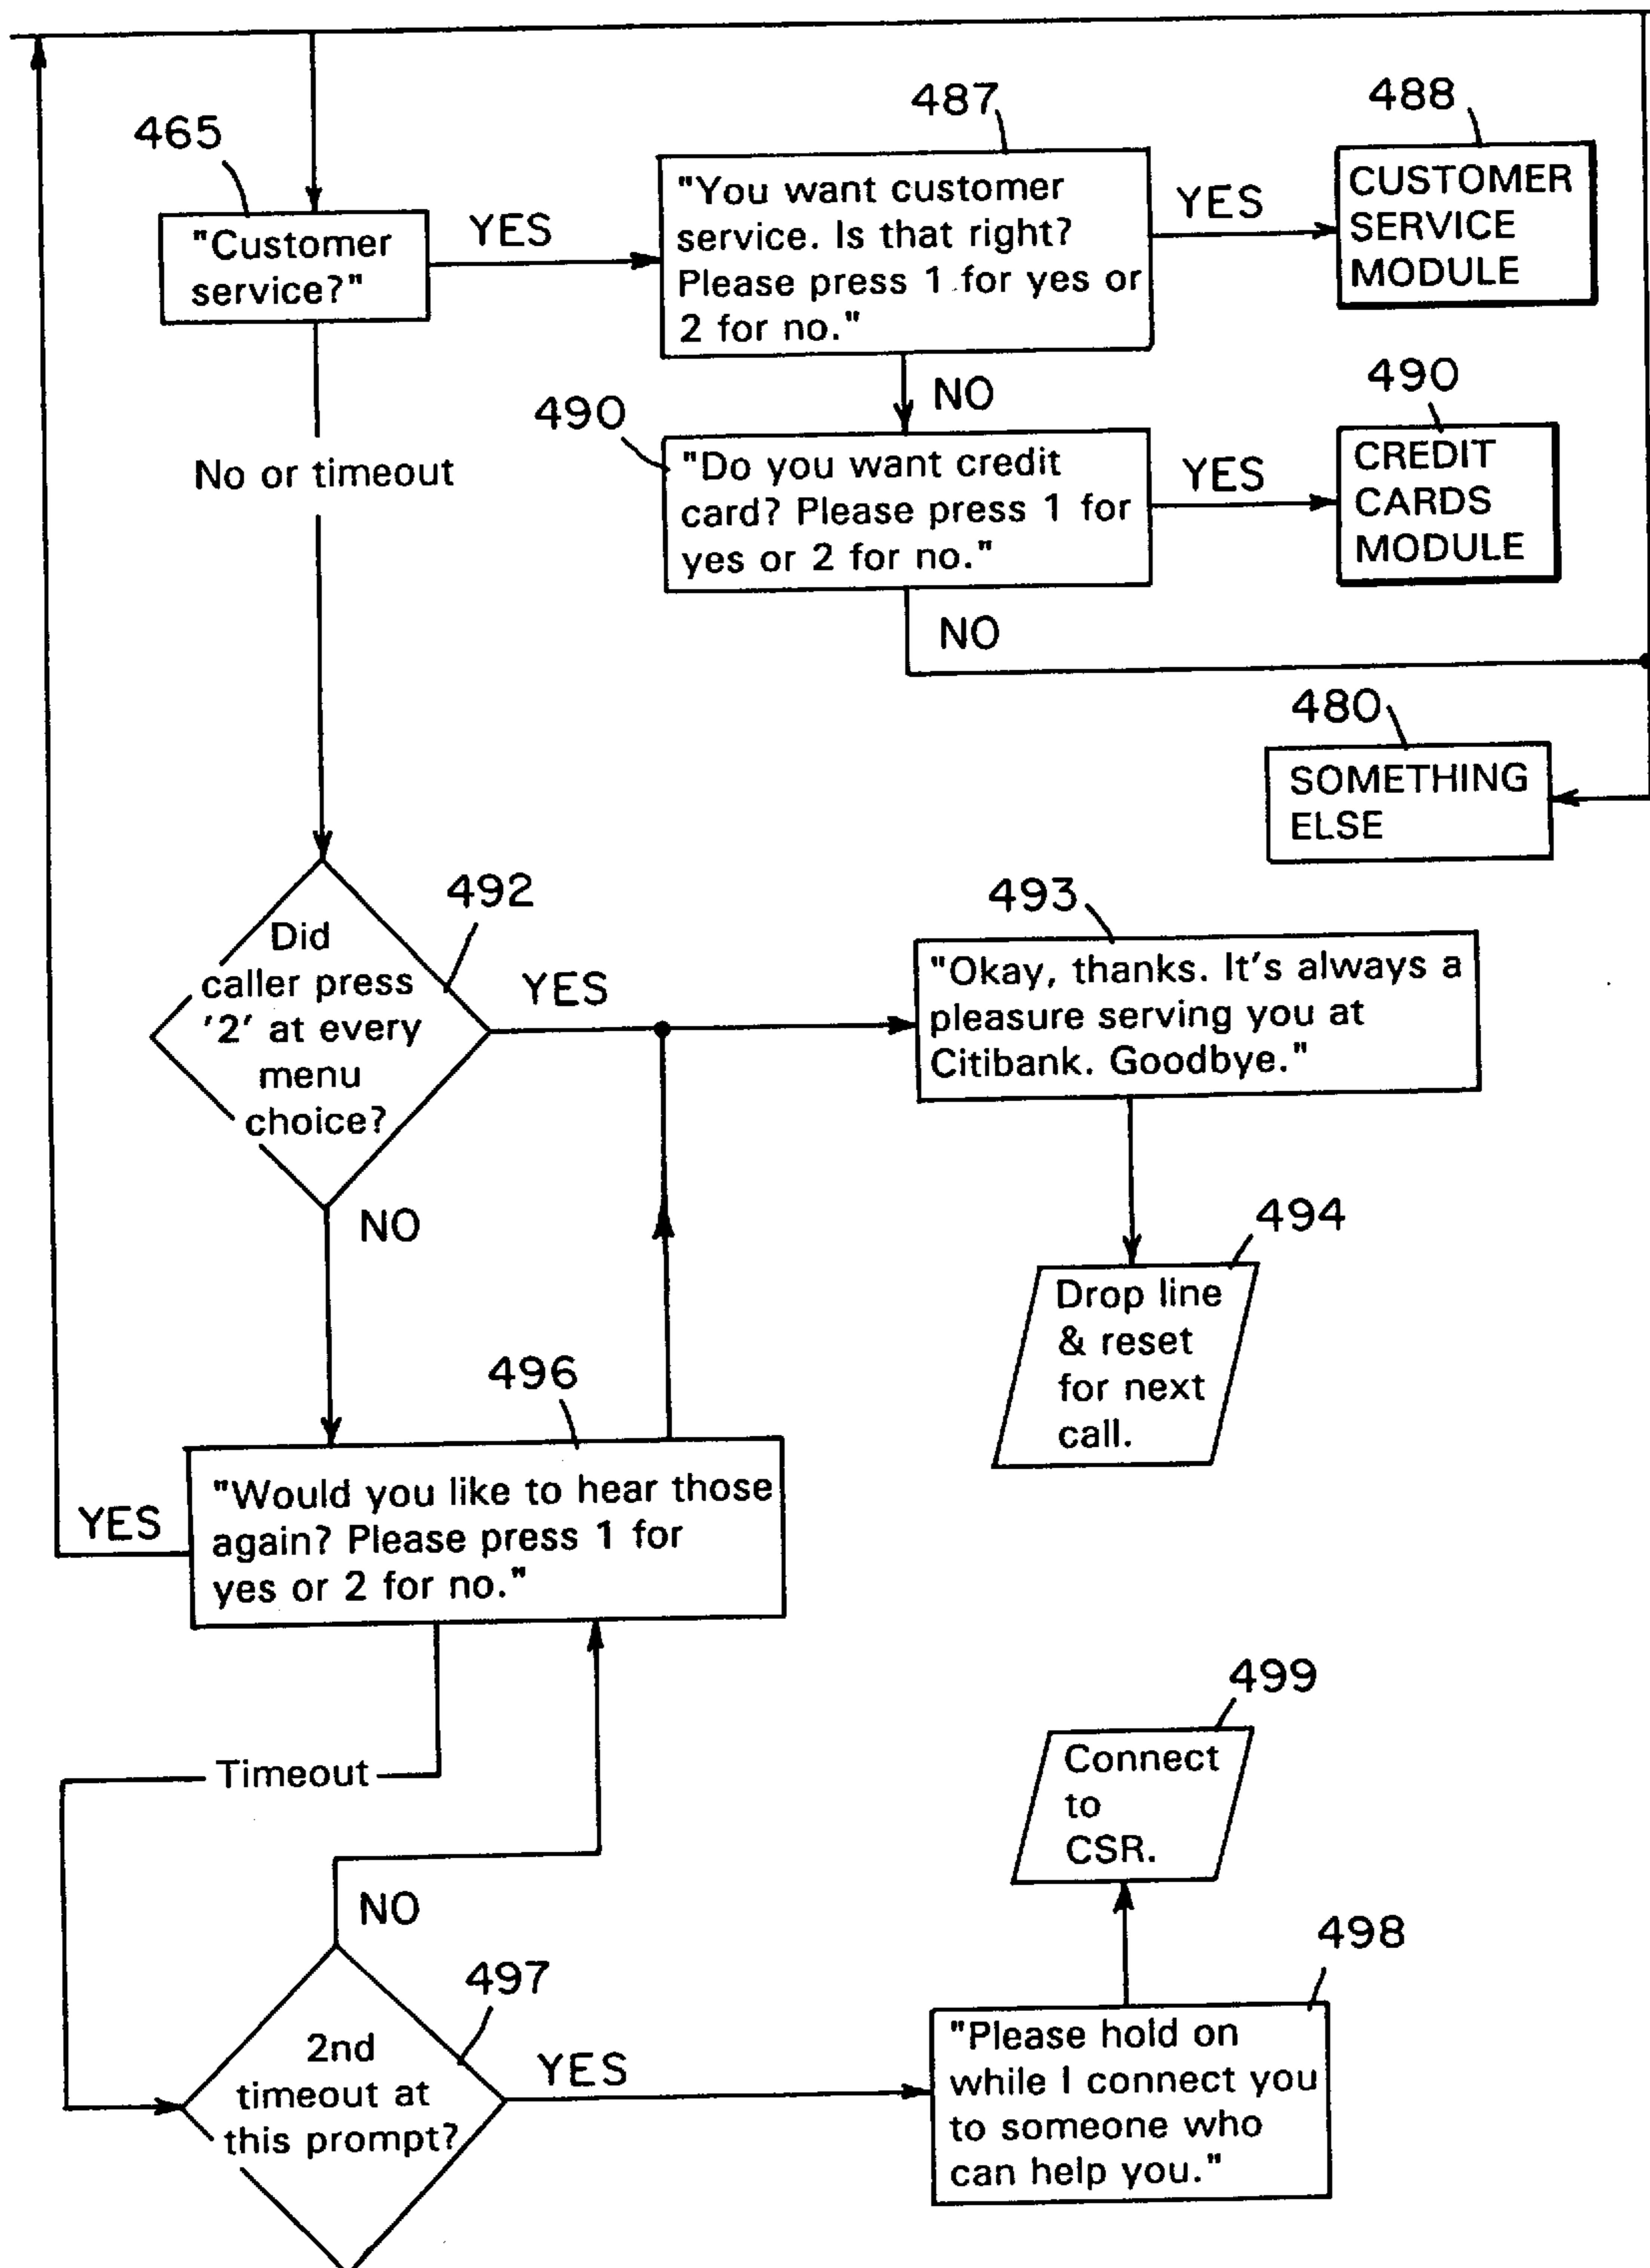 487
488
465
"You want customer
service. Is that right?
Please press 1 for yes or
2 for no."
YES
CUSTOMER
SERVICE
MODULE
"Customer
service?"
YES
NO
490
490
"Do you want credit
card? Please press 1 for
yes or 2 for no."
YES
CREDIT
CARDS
MODULE
No or timeout
NO
480
SOMETHING
ELSE
492
493
Did
caller press
'2' at every
menu
choice?
YES
"Okay, thanks. It's always a
pleasure serving you at
Citibank. Goodbye."
NO
494
Drop line
& reset
for next
call.
496
"Would you like to hear those
again? Please press 1 for
yes or 2 for no."
YES
499
Connect
to
CSR.
Timeout
NO
498
497
2nd
timeout at
this prompt?
YES
"Please hold on
while I connect you
to someone who
can help you."